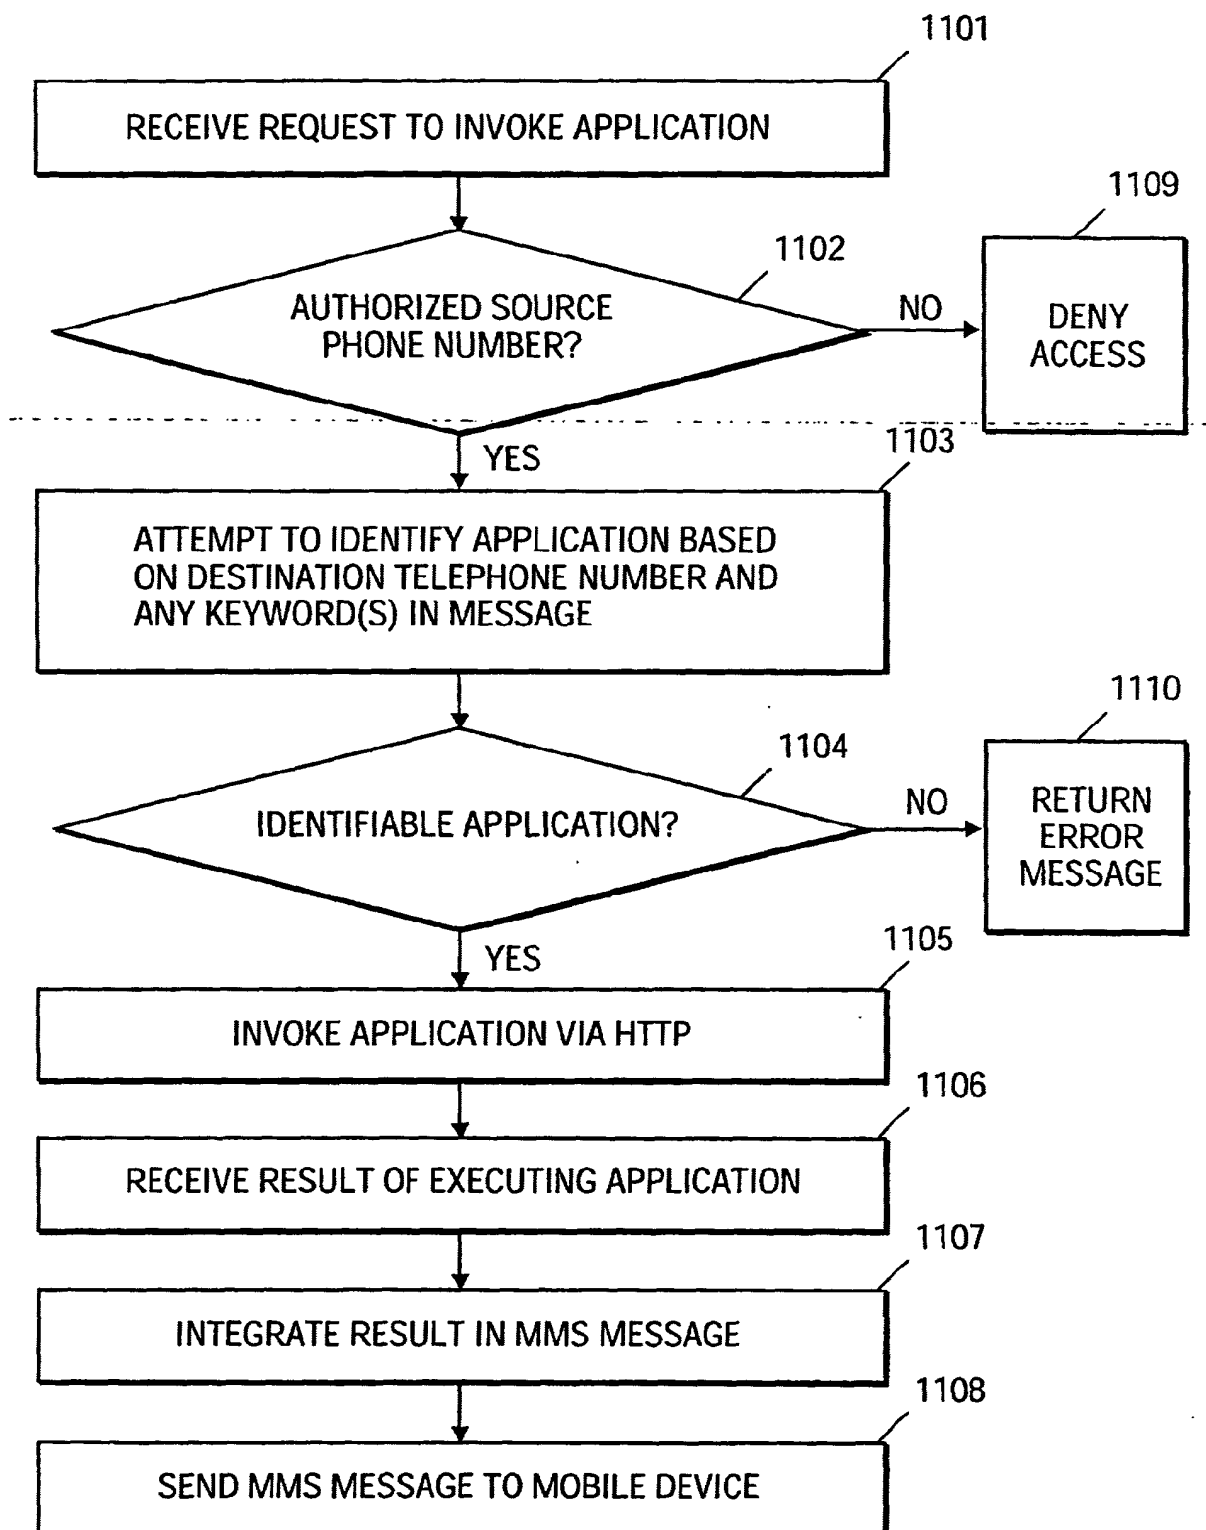 1101
RECEIVE REQUEST TO INVOKE APPLICATION
1109
1102
AUTHORIZED SOURCE
PHONE NUMBER?
NO
DENY
ACCESS
YES
1103
ATTEMPT TO IDENTIFY APPLICATION BASED
ON DESTINATION TELEPHONE NUMBER AND
ANY KEYWORD(S) IN MESSAGE
1110
1104
IDENTIFIABLE APPLICATION?
NO
RETURN
ERROR
MESSAGE
YES
1105
INVOKE APPLICATION VIA HTTP
1106
RECEIVE RESULT OF EXECUTING APPLICATION
1107
INTEGRATE RESULT IN MMS MESSAGE
1108
SEND MMS MESSAGE TO MOBILE DEVICE